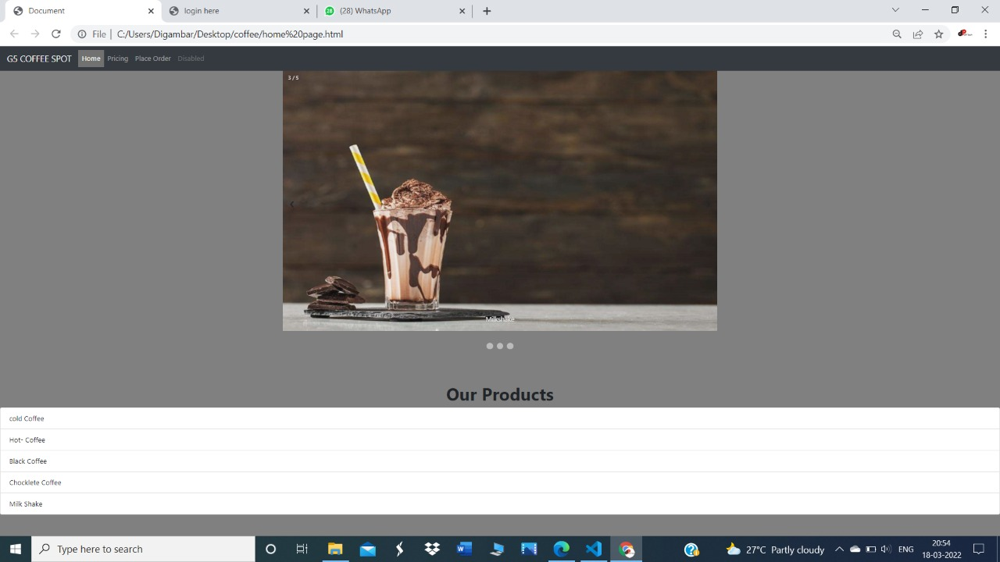 Document
login here
28
(28) WhatsApp
File | C:/Users/Digambar/Desktop/coffee/home%20page.html
G5 COFFEE SPOT
Home
Pricing
Place Order
Disabled
3 / 5
Milkshake
Our Products
cold Coffee
Hot- Coffee
Black Coffee
Chocklete Coffee
Milk Shake
Type here to search
27°C Partly cloudy
ENG
20:54
18-03-2022